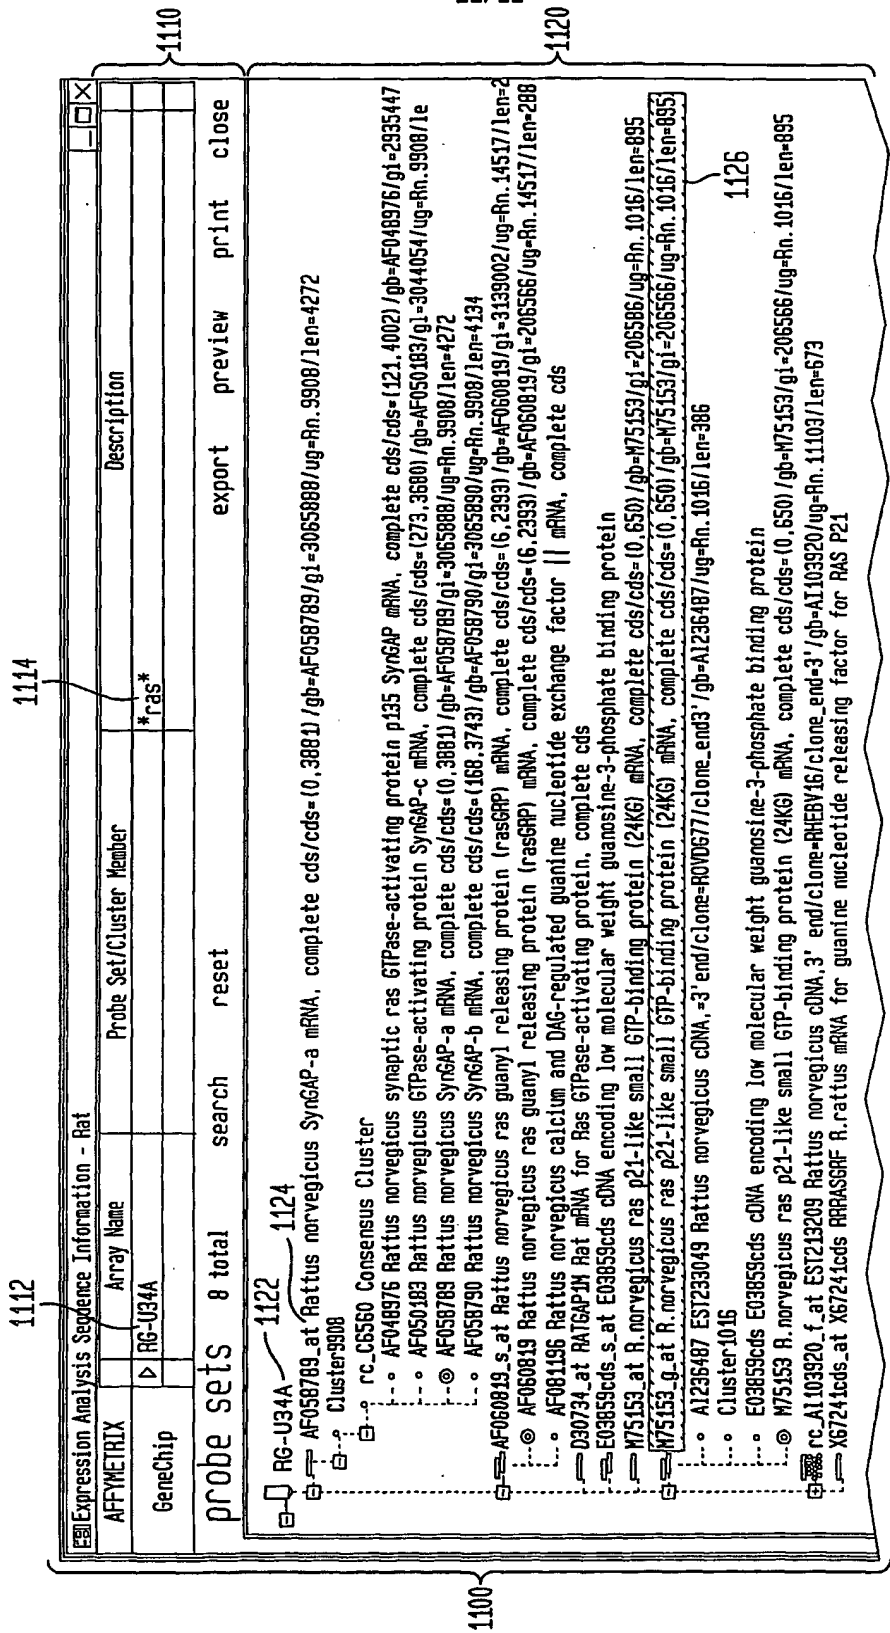 1100
1110
1120
Expression Analysis Sequence Information - Rat
AFFYMETRIX Array Name Probe Set/Cluster Member Description
1112
1114
GeneChip RG-U34A *ras*
probe sets 8 total search reset export preview print close
RG-U34A 1122
1124
AF058789_at Rattus norvegicus SynGAP-a mRNA, complete cds/cds=(0,3881)/gb=AF058789/gi=3065888/ug=Rn.9908/len=4272
Cluster9908
rc_C6560 Consensus Cluster
AF048976 Rattus norvegicus synaptic ras GTPase-activating protein p135 SynGAP mRNA, complete cds/cds=(121,4002)/gb=AF048976/gi=2935447
AF050183 Rattus norvegicus GTPase-activating protein SynGAP-c mRNA, complete cds/cds=(273,3680)/gb=AF050183/gi=3044054/ug=Rn.9908/le
AF058789 Rattus norvegicus SynGAP-a mRNA, complete cds/cds=(0,3881)/gb=AF058789/gi=3065888/ug=Rn.9908/len=4272
AF058790 Rattus norvegicus SynGAP-b mRNA, complete cds/cds=(168,3743)/gb=AF058790/gi=3065890/ug=Rn.9908/len=4134
AF060819_s_at Rattus norvegicus ras guanyl releasing protein (rasGRP) mRNA, complete cds/cds=(6,2393)/gb=AF060819/gi=3139002/ug=Rn.14517/len=2
AF060819 Rattus norvegicus ras guanyl releasing protein (rasGRP) mRNA, complete cds/cds=(6,2393)/gb=AF060819/gi=206566/ug=Rn.14517/len=288
AF081196 Rattus norvegicus calcium and DAG-regulated guanine nucleotide exchange factor || mRNA, complete cds
D30734_at RATGAP1M Rat mRNA for Ras GTPase-activating protein, complete cds
E03859cds_s_at E03859cds cDNA encoding low molecular weight guanosine-3-phosphate binding protein
M75153_at R.norvegicus ras p21-like small GTP-binding protein (24KG) mRNA, complete cds/cds=(0,650)/gb=M75153/gi=206586/ug=Rn.1016/len=895
M75153_g_at R.norvegicus ras p21-like small GTP-binding protein (24KG) mRNA, complete cds/cds=(0,650)/gb=M75153/gi=206566/ug=Rn.1016/len=895
1126
AI236487 EST233049 Rattus norvegicus cDNA,=3'end/clone=ROVDG77/clone_end3'/gb=AI236487/ug=Rn.1016/len=386
Cluster1016
E03859cds E03859cds cDNA encoding low molecular weight guanosine-3-phosphate binding protein
M75153 R.norvegicus ras p21-like small GTP-binding protein (24KG) mRNA, complete cds/cds=(0,650)/gb=M75153/gi=206566/ug=Rn.1016/len=895
rc_AI103920_f_at EST213209 Rattus norvegicus cDNA,3' end/clone=RHEBV16/clone_end=3'/gb=AI103920/ug=Rn.11103/len=673
X67241cds_at X67241cds RRRASGRF R.rattus mRNA for guanine nucleotide releasing factor for RAS P21